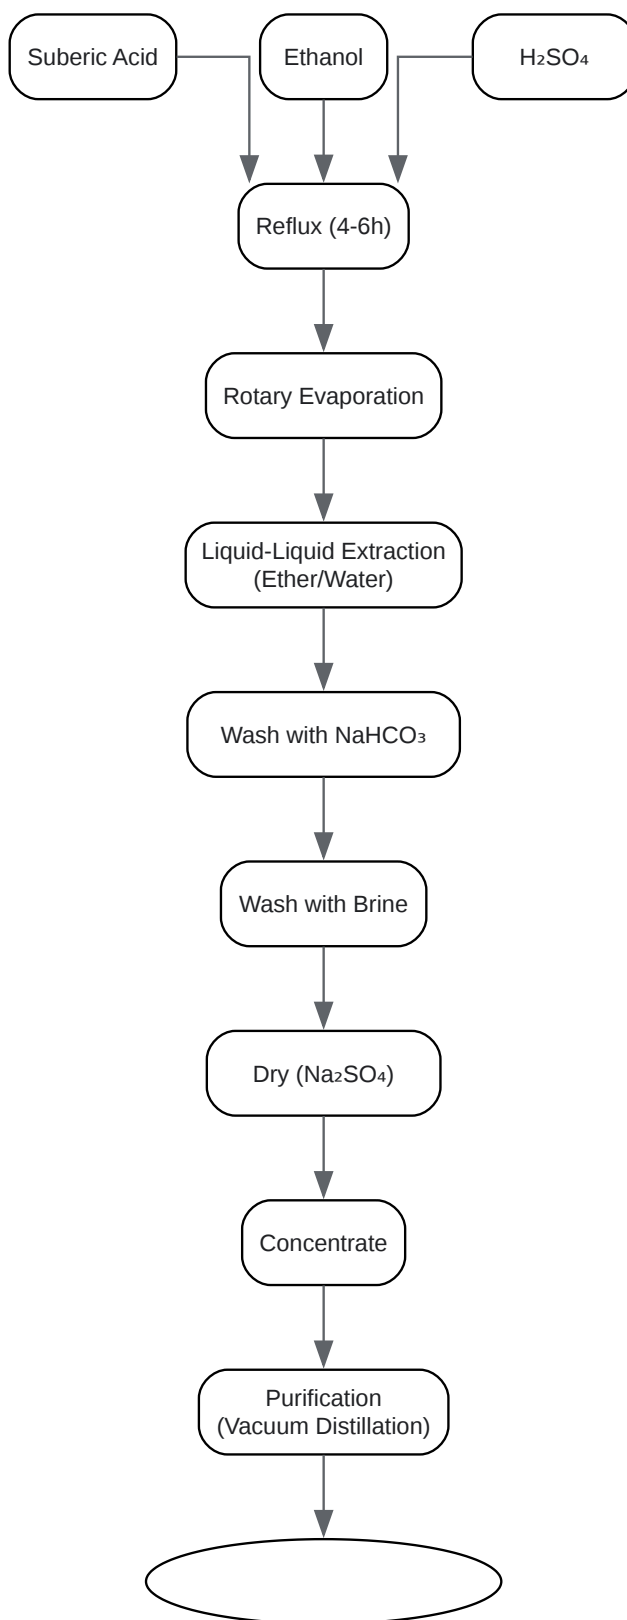 Suberic Acid
Ethanol
H₂SO₄
Reflux (4-6h)
Rotary Evaporation
Liquid-Liquid Extraction
(Ether/Water)
Wash with NaHCO₃
Wash with Brine
Dry (Na₂SO₄)
Concentrate
Purification
(Vacuum Distillation)